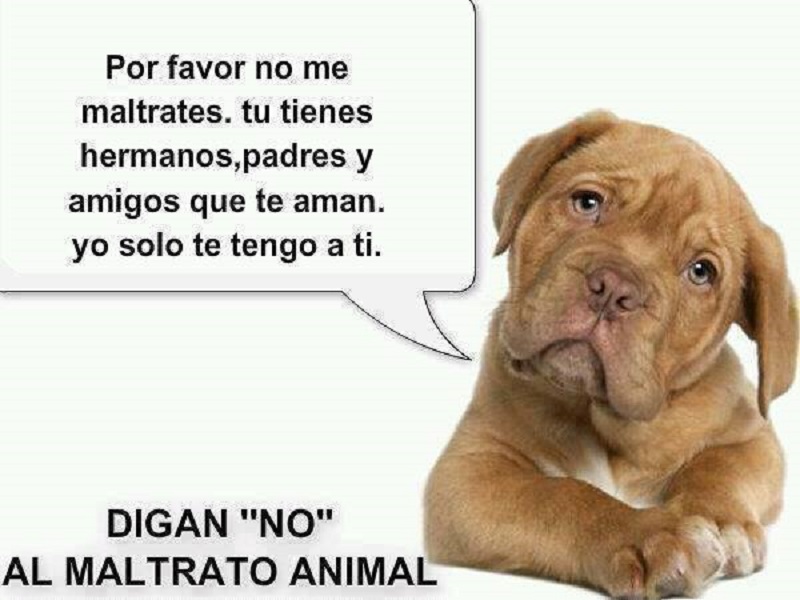 Por favor no me
maltrates. tu tienes
hermanos,padres y
amigos que te aman.
yo solo te tengo a ti.
DIGAN "NO"
AL MALTRATO ANIMAL